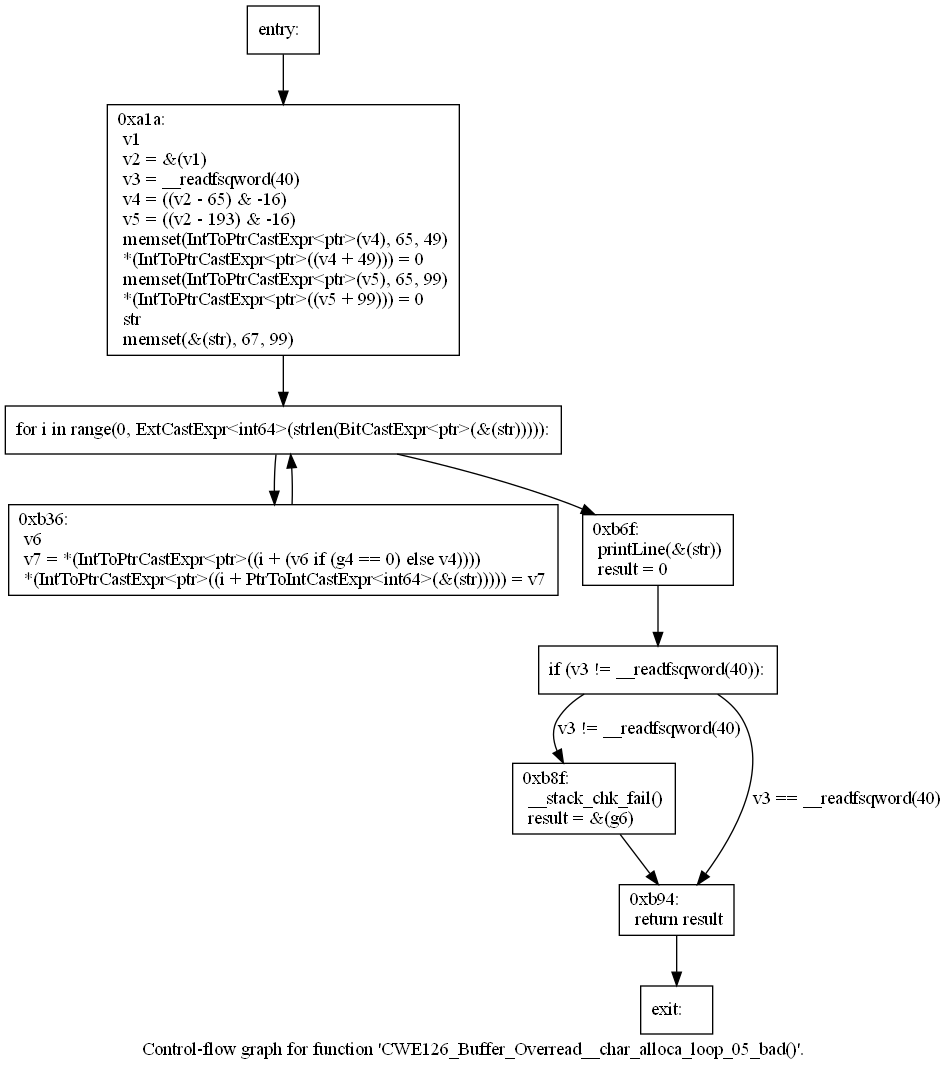 entry:
0xa1a:
v1
v2 = &(v1)
v3 = __readfsqword(40)
v4 = ((v2 - 65) & -16)
v5 = ((v2 - 193) & -16)
memset(IntToPtrCastExpr<ptr>(v4), 65, 49)
*(IntToPtrCastExpr<ptr>((v4 + 49))) = 0
memset(IntToPtrCastExpr<ptr>(v5), 65, 99)
*(IntToPtrCastExpr<ptr>((v5 + 99))) = 0
str
memset(&(str), 67, 99)
for i in range(0, ExtCastExpr<int64>(strlen(BitCastExpr<ptr>(&(str))))):
0xb36:
v6
v7 = *(IntToPtrCastExpr<ptr>((i + (v6 if (g4 == 0) else v4))))
*(IntToPtrCastExpr<ptr>((i + PtrToIntCastExpr<int64>(&(str))))) = v7
0xb6f:
printLine(&(str))
result = 0
if (v3 != __readfsqword(40)):
v3 != __readfsqword(40)
0xb8f:
__stack_chk_fail()
result = &(g6)
v3 == __readfsqword(40)
0xb94:
return result
exit:
Control-flow graph for function 'CWE126_Buffer_Overread__char_alloca_loop_05_bad()'.